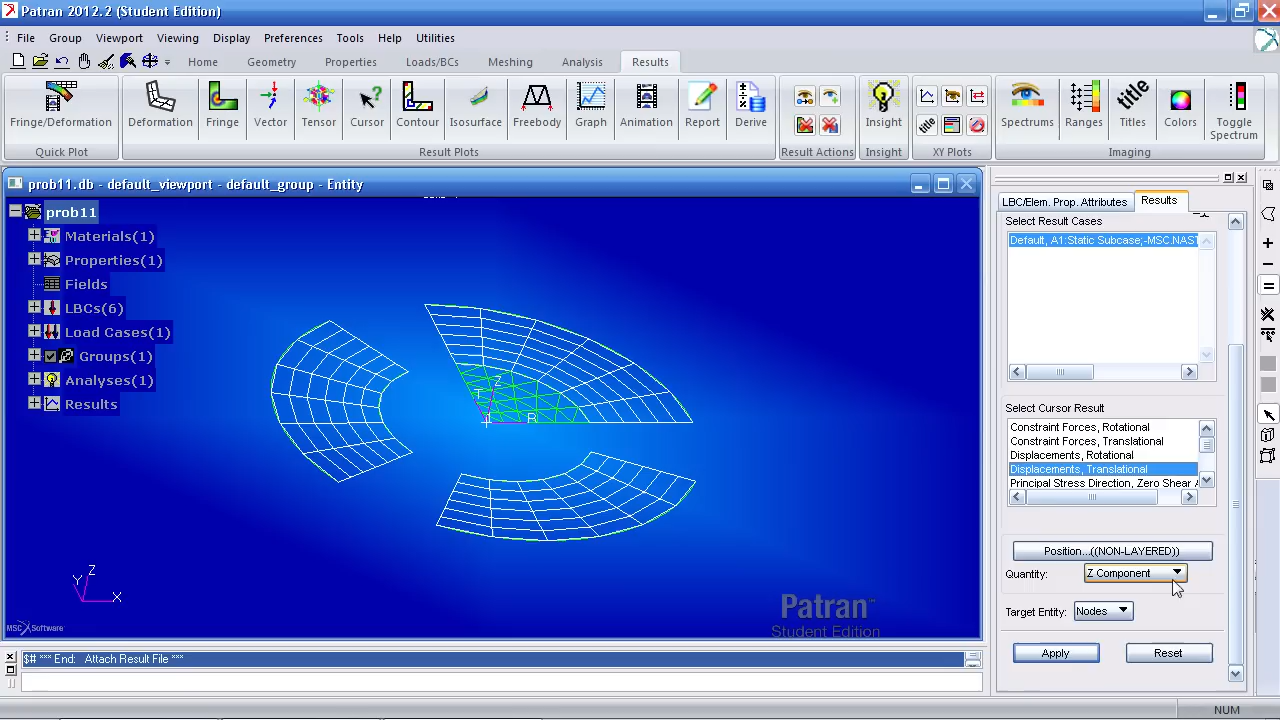 Patran 2012.2 (Student Edition)
File Group Viewport Viewing Display Preferences Tools Help Utilities
Home Geometry Properties Loads/BCs Meshing Analysis Results
Fringe/Deformation Deformation Fringe Vector Tensor Cursor Contour Isosurface Freebody Graph Animation Report Derive Insight Spectrums Ranges Titles Colors Toggle Spectrum
Quick Plot Result Plots Result Actions Insight XY Plots Imaging
prob11.db - default_viewport - default_group - Entity
LBC/Elem. Prop. Attributes Results
prob11
Materials(1)
Properties(1)
Fields
LBCs(6)
Load Cases(1)
Groups(1)
Analyses(1)
Results
Z
R
Y Z X
MSC Software
Patran™
Student Edition
Select Result Cases
Default, A1:Static Subcase;-MSC.NAST
Select Cursor Result
Constraint Forces, Rotational
Constraint Forces, Translational
Displacements, Rotational
Displacements, Translational
Principal Stress Direction, Zero Shear A
Position...((NON-LAYERED))
Quantity: Z Component
Target Entity: Nodes
Apply Reset
$# *** End: Attach Result File ***
NUM